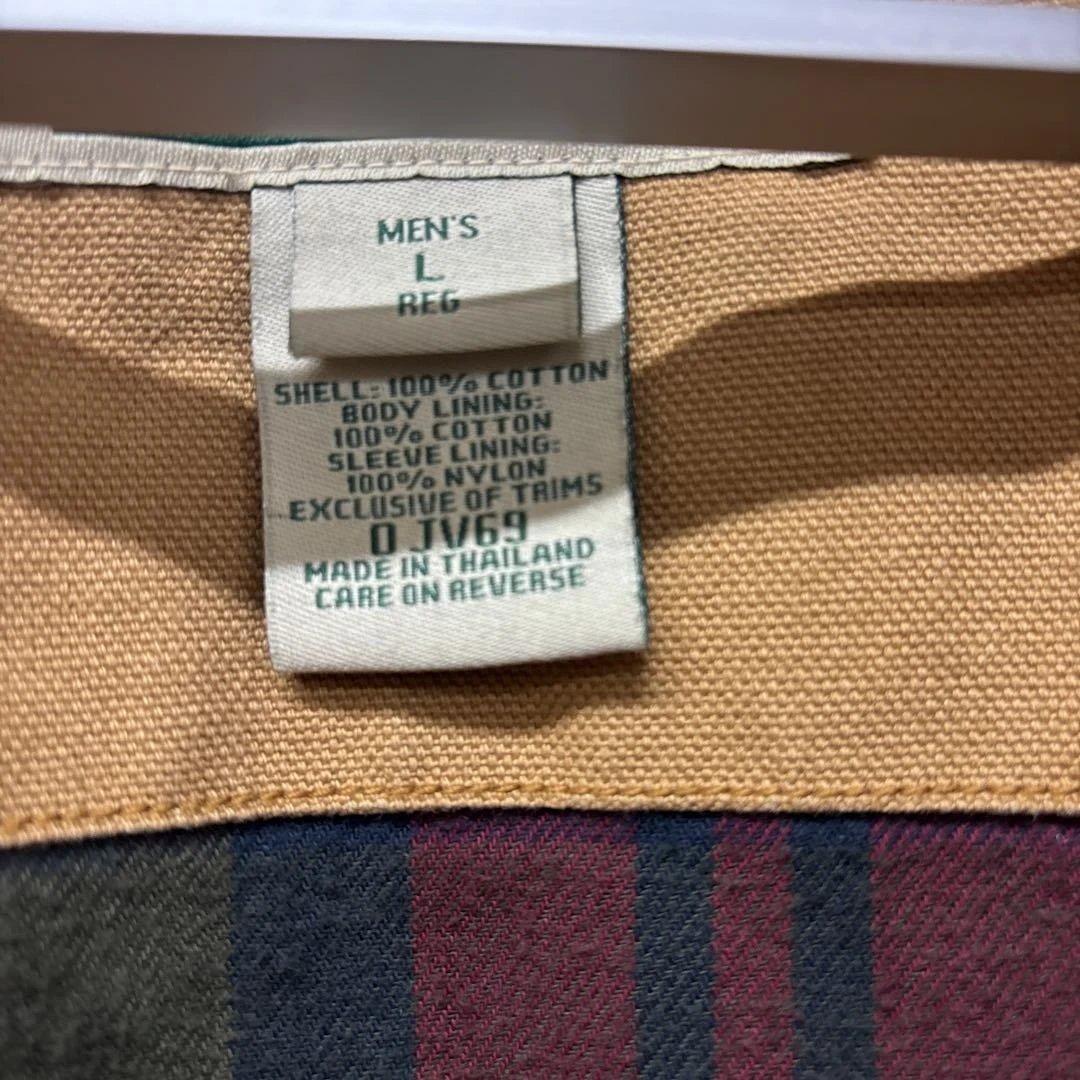 MEN'S
L
REG
SHELL: 100% COTTON
BODY LINING:
100% COTTON
SLEEVE LINING:
100% NYLON
EXCLUSIVE OF TRIMS
0 JV69
MADE IN THAILAND
CARE ON REVERSE